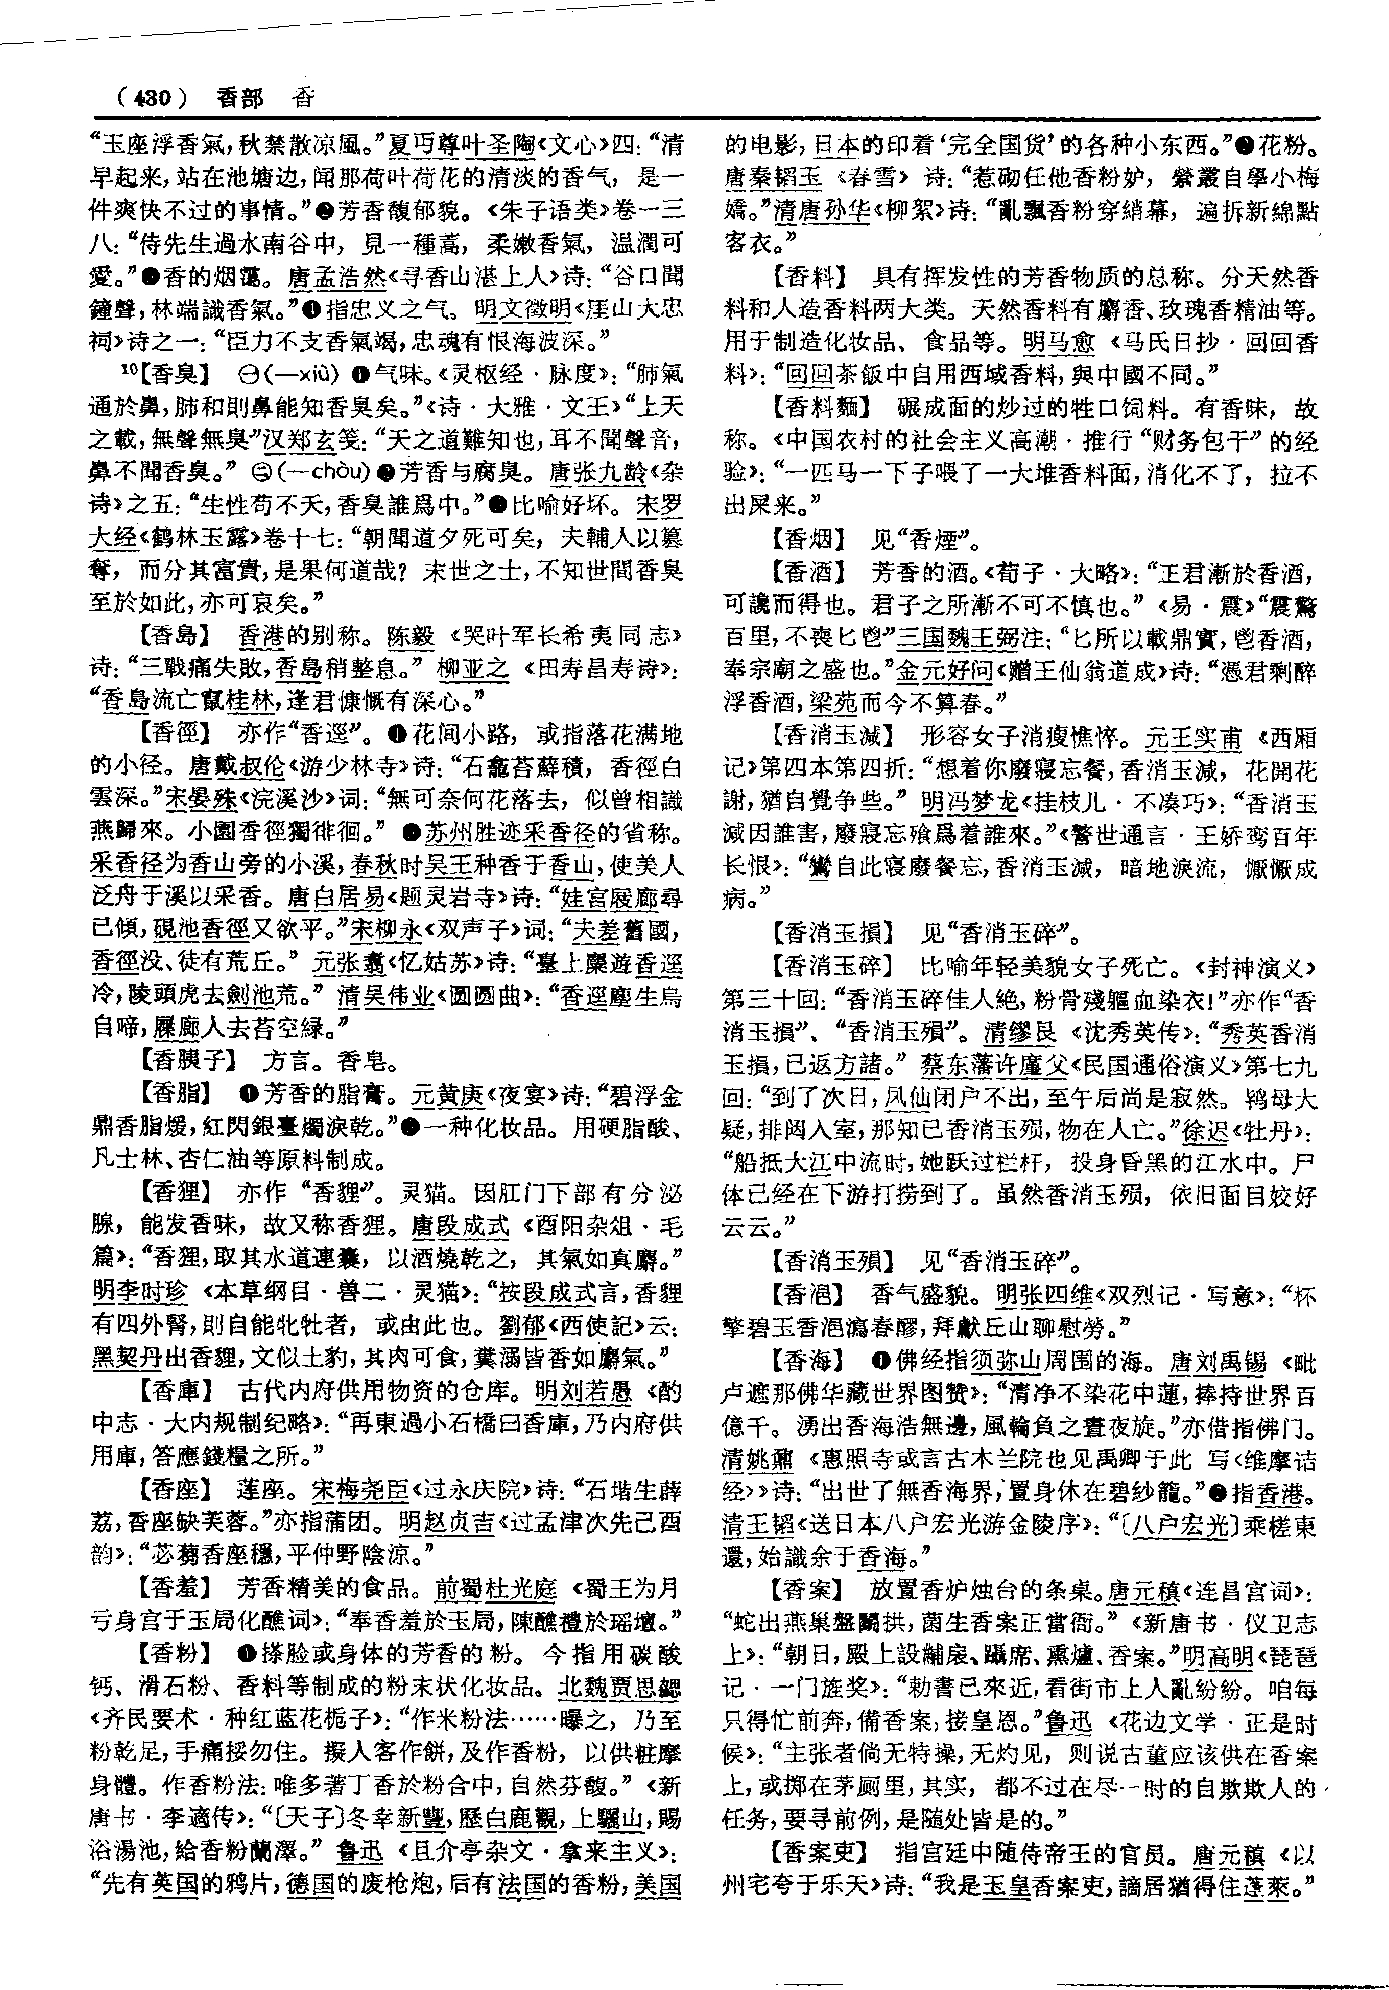 （430） 香部 香
“玉座浮香氣，秋禁散凉風。”夏丏尊叶圣陶《文心》四：“清
早起来，站在池塘边，闻那荷叶荷花的清淡的香气，是一
件爽快不过的事情。”❷芳香馥郁貌。《朱子语类》卷一三
八：“侍先生過水南谷中，見一種蒿，柔嫩香氣，温潤可
愛。”❸香的烟霭。唐孟浩然《寻香山湛上人》诗：“谷口聞
鐘聲，林端識香氣。”❹指忠义之气。明文徵明《厓山大忠
祠》诗之一：“臣力不支香氣竭，忠魂有恨海波深。”
¹⁰【香臭】 ㊀（—xiù）❶气味。《灵枢经·脉度》：“肺氣
通於鼻，肺和則鼻能知香臭矣。”《诗·大雅·文王》“上天
之載，無聲無臭”汉郑玄笺：“天之道難知也，耳不聞聲音，
鼻不聞香臭。”㊁（—chòu）❶芳香与腐臭。唐张九龄《杂
诗》之五：“生性苟不夭，香臭誰爲中。”❷比喻好坏。宋罗
大经《鹤林玉露》卷十七：“朝聞道夕死可矣，夫輔人以篡
奪，而分其富貴，是果何道哉？末世之士，不知世間香臭
至於如此，亦可哀矣。”
【香島】 香港的别称。陈毅《哭叶军长希夷同志》
诗：“三戰痛失敗，香島稍整息。”柳亚之《田寿昌寿诗》：
“香島流亡竄桂林，逢君慷慨有深心。”
【香徑】 亦作“香逕”。❶花间小路，或指落花满地
的小径。唐戴叔伦《游少林寺》诗：“石龕苔蘚積，香徑白
雲深。”宋晏殊《浣溪沙》词：“無可奈何花落去，似曾相識
燕歸來。小園香徑獨徘徊。”❷苏州胜迹采香径的省称。
采香径为香山旁的小溪，春秋时吴王种香于香山，使美人
泛舟于溪以采香。唐白居易《题灵岩寺》诗：“娃宫屧廊尋
已傾，硯池香徑又欲平。”宋柳永《双声子》词：“夫差舊國，
香徑没、徒有荒丘。”元张翥《忆姑苏》诗：“臺上麋遊香逕
冷，陵頭虎去劍池荒。”清吴伟业《圆圆曲》：“香逕塵生烏
自啼，屧廊人去苔空緑。”
【香胰子】 方言。香皂。
【香脂】 ❶芳香的脂膏。元黄庚《夜宴》诗：“碧浮金
鼎香脂煖，紅閃銀臺燭淚乾。”❷一种化妆品。用硬脂酸、
凡士林、杏仁油等原料制成。
【香狸】 亦作“香貍”。灵猫。因肛门下部有分泌
腺，能发香味，故又称香狸。唐段成式《酉阳杂俎·毛
篇》：“香狸，取其水道連囊，以酒燒乾之，其氣如真麝。”
明李时珍《本草纲目·兽二·灵猫》：“按段成式言，香貍
有四外腎，則自能牝牡者，或由此也。劉郁《西使記》云：
黑契丹出香貍，文似土豹，其肉可食，糞溺皆香如麝氣。”
【香庫】 古代内府供用物资的仓库。明刘若愚《酌
中志·大内规制纪略》：“再東過小石橋曰香庫，乃内府供
用庫，答應錢糧之所。”
【香座】 莲座。宋梅尧臣《过永庆院》诗：“石堦生薜
荔，香座缺芙蓉。”亦指蒲团。明赵贞吉《过孟津次先己酉
韵》：“苾蒭香座穩，平仲野陰涼。”
【香羞】 芳香精美的食品。前蜀杜光庭《蜀王为月
亏身宫于玉局化醮词》：“奉香羞於玉局，陳醮禮於瑶壇。”
【香粉】 ❶搽脸或身体的芳香的粉。今指用碳酸
钙、滑石粉、香料等制成的粉末状化妆品。北魏贾思勰
《齐民要术·种红蓝花栀子》：“作米粉法……曝之，乃至
粉乾足，手痛挼勿住。擬人客作餅，及作香粉，以供粧摩
身體。作香粉法：唯多著丁香於粉合中，自然芬馥。”《新
唐书·李適传》：“〔天子〕冬幸新豐，歷白鹿觀，上驪山，賜
浴湯池，給香粉蘭澤。”鲁迅《且介亭杂文·拿来主义》：
“先有英国的鸦片，德国的废枪炮，后有法国的香粉，美国
的电影，日本的印着‘完全国货’的各种小东西。”❷花粉。
唐秦韬玉《春雪》诗：“惹砌任他香粉妒，縈叢自學小梅
嬌。”清唐孙华《柳絮》诗：“亂飄香粉穿綃幕，遍拆新綿點
客衣。”
【香料】 具有挥发性的芳香物质的总称。分天然香
料和人造香料两大类。天然香料有麝香、玫瑰香精油等。
用于制造化妆品、食品等。明马愈《马氏日抄·回回香
料》：“回回茶飯中自用西域香料，與中國不同。”
【香料麵】 碾成面的炒过的牲口饲料。有香味，故
称。《中国农村的社会主义高潮·推行“财务包干”的经
验》：“一匹马一下子喂了一大堆香料面，消化不了，拉不
出屎来。”
【香烟】 见“香煙”。
【香酒】 芳香的酒。《荀子·大略》：“正君漸於香酒，
可讒而得也。君子之所漸不可不慎也。”《易·震》“震驚
百里，不喪匕鬯”三国魏王弼注：“匕所以載鼎實，鬯香酒，
奉宗廟之盛也。”金元好问《赠王仙翁道成》诗：“憑君剩醉
浮香酒，梁苑而今不算春。”
【香消玉減】 形容女子消瘦憔悴。元王实甫《西厢
记》第四本第四折：“想着你廢寢忘餐，香消玉減，花開花
謝，猶自覺争些。”明冯梦龙《挂枝儿·不凑巧》：“香消玉
減因誰害，廢寢忘飱爲着誰來。”《警世通言·王娇鸾百年
长恨》：“鸞自此寢廢餐忘，香消玉減，暗地淚流，懨懨成
病。”
【香消玉損】 见“香消玉碎”。
【香消玉碎】 比喻年轻美貌女子死亡。《封神演义》
第三十回：“香消玉碎佳人絶，粉骨殘軀血染衣！”亦作“香
消玉損”、“香消玉殞”。清缪艮《沈秀英传》：“秀英香消
玉損，已返方諸。”蔡东藩许廑父《民国通俗演义》第七九
回：“到了次日，凤仙闭户不出，至午后尚是寂然。鸨母大
疑，排闼入室，那知已香消玉殒，物在人亡。”徐迟《牡丹》：
“船抵大江中流时，她跃过栏杆，投身昏黑的江水中。尸
体已经在下游打捞到了。虽然香消玉殒，依旧面目姣好
云云。”
【香消玉殞】 见“香消玉碎”。
【香浥】 香气盛貌。明张四维《双烈记·写意》：“杯
擎碧玉香浥瀉春醪，拜獻丘山聊慰勞。”
【香海】 ❶佛经指须弥山周围的海。唐刘禹锡《毗
卢遮那佛华藏世界图赞》：“清净不染花中蓮，捧持世界百
億千。湧出香海浩無邊，風輪負之晝夜旋。”亦借指佛门。
清姚鼐《惠照寺或言古木兰院也见禹卿于此 写〈维摩诘
经〉》诗：“出世了無香海界，置身休在碧紗籠。”❷指香港。
清王韬《送日本八户宏光游金陵序》：“〔八户宏光〕乘槎東
還，始識余于香海。”
【香案】 放置香炉烛台的条桌。唐元稹《连昌宫词》：
“蛇出燕巢盤鬭拱，菌生香案正當衙。”《新唐书·仪卫志
上》：“朝日，殿上設黼扆、躡席、熏爐、香案。”明高明《琵琶
记·一门旌奖》：“勑書已來近，看街市上人亂紛紛。咱每
只得忙前奔，備香案，接皇恩。”鲁迅《花边文学·正是时
候》：“主张者倘无特操，无灼见，则说古董应该供在香案
上，或掷在茅厕里，其实，都不过在尽一时的自欺欺人的
任务，要寻前例，是随处皆是的。”
【香案吏】 指宫廷中随侍帝王的官员。唐元稹《以
州宅夸于乐天》诗：“我是玉皇香案吏，謫居猶得住蓬萊。”